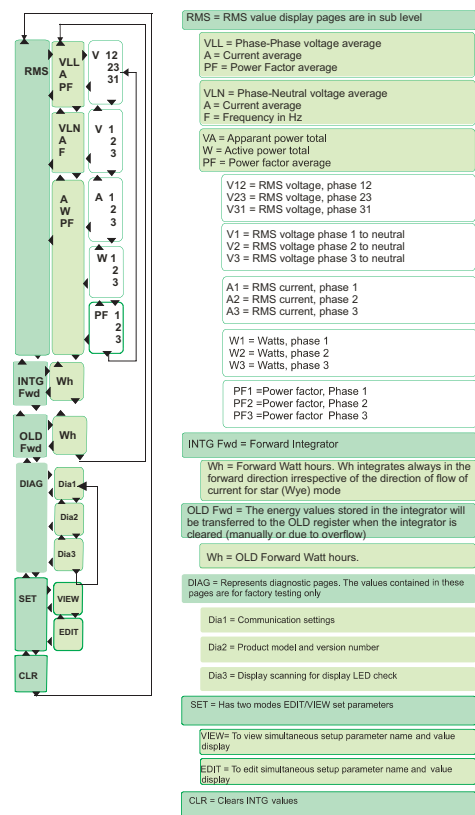 RMS
VLL
A
PF
V 12
23
31
VLN
A
F
V 1
2
3
A
W
PF
A 1
2
3
W 1
2
3
PF 1
2
3
INTG
Fwd
Wh
OLD
Fwd
Wh
DIAG
Dia1
Dia2
Dia3
SET
VIEW
EDIT
CLR
RMS = RMS value display pages are in sub level
VLL = Phase-Phase voltage average
A = Current average
PF = Power Factor average
VLN = Phase-Neutral voltage average
A = Current average
F = Frequency in Hz
VA = Apparant power total
W = Active power total
PF = Power factor average
V12 = RMS voltage, phase 12
V23 = RMS voltage, phase 23
V31 = RMS voltage, phase 31
V1 = RMS voltage phase 1 to neutral
V2 = RMS voltage phase 2 to neutral
V3 = RMS voltage phase 3 to neutral
A1 = RMS current, phase 1
A2 = RMS current, phase 2
A3 = RMS current, phase 3
W1 = Watts, phase 1
W2 = Watts, phase 2
W3 = Watts, phase 3
PF1 =Power factor, Phase 1
PF2 =Power factor, Phase 2
PF3 =Power factor Phase 3
INTG Fwd = Forward Integrator
Wh = Forward Watt hours. Wh integrates always in the
forward direction irrespective of the direction of flow of
current for star (Wye) mode
OLD Fwd = The energy values stored in the integrator will
be transferred to the OLD register when the integrator is
cleared (manually or due to overflow)
Wh = OLD Forward Watt hours.
DIAG = Represents diagnostic pages. The values contained in these
pages are for factory testing only
Dia1 = Communication settings
Dia2 = Product model and version number
Dia3 = Display scanning for display LED check
SET = Has two modes EDIT/VIEW set parameters
VIEW= To view simultaneous setup parameter name and value
display
EDIT = To edit simultaneous setup parameter name and value
display
CLR = Clears INTG values